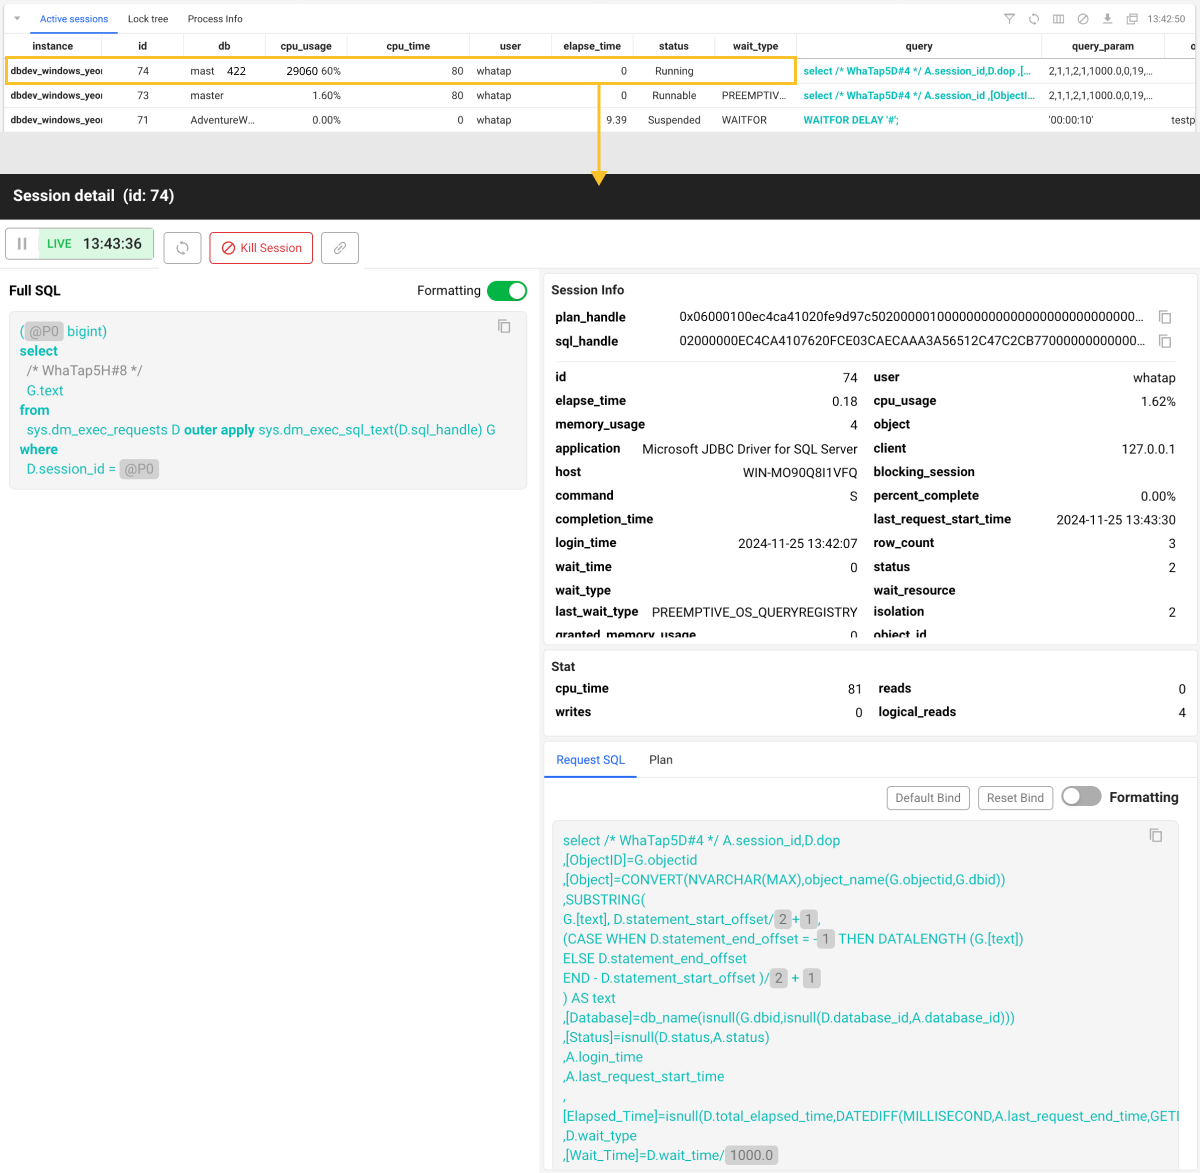 Active sessions Lock tree Process Info 13:42:50
instance id db cpu_usage cpu_time user elapse_time status wait_type query query_param
dbdev_windows_yeo 74 mast 422 29060 60% 80 whatap 0 Running select /* WhaTap5D#4 */ A.session_id,D.dop ,[... 2,1,1,2,1,1000.0,0,19,...
dbdev_windows_yeo 73 master 1.60% 80 whatap 0 Runnable PREEMPTIV... select /* WhaTap5D#4 */ A.session_id ,[ObjectI... 2,1,1,2,1,1000.0,0,19,...
dbdev_windows_yeo 71 AdventureW... 0.00% 0 whatap 9.39 Suspended WAITFOR WAITFOR DELAY '#'; '00:00:10' testp
Session detail (id: 74)
LIVE 13:43:36 Kill Session
Full SQL Formatting
(@P0 bigint)
select
/* WhaTap5H#8 */
G.text
from
sys.dm_exec_requests D outer apply sys.dm_exec_sql_text(D.sql_handle) G
where
D.session_id = @P0
Session Info
plan_handle 0x06000100ec4ca41020fe9d97c502000001000000000000000000000000000...
sql_handle 02000000EC4CA4107620FCE03CAECAAA3A56512C47C2CB77000000000000...
id 74 user whatap
elapse_time 0.18 cpu_usage 1.62%
memory_usage 4 object
application Microsoft JDBC Driver for SQL Server client 127.0.0.1
host WIN-MO90Q8I1VFQ blocking_session
command S percent_complete 0.00%
completion_time last_request_start_time 2024-11-25 13:43:30
login_time 2024-11-25 13:42:07 row_count 3
wait_time 0 status 2
wait_type wait_resource
last_wait_type PREEMPTIVE_OS_QUERYREGISTRY isolation 2
granted_memory_usage 0 object_id
Stat
cpu_time 81 reads 0
writes 0 logical_reads 4
Request SQL Plan
Default Bind Reset Bind Formatting
select /* WhaTap5D#4 */ A.session_id,D.dop
,[ObjectID]=G.objectid
,[Object]=CONVERT(NVARCHAR(MAX),object_name(G.objectid,G.dbid))
,SUBSTRING(
G.[text], D.statement_start_offset/2+1,
(CASE WHEN D.statement_end_offset = -1 THEN DATALENGTH (G.[text])
ELSE D.statement_end_offset
END - D.statement_start_offset )/2 + 1
) AS text
,[Database]=db_name(isnull(G.dbid,isnull(D.database_id,A.database_id)))
,[Status]=isnull(D.status,A.status)
,A.login_time
,A.last_request_start_time
,
[Elapsed_Time]=isnull(D.total_elapsed_time,DATEDIFF(MILLISECOND,A.last_request_end_time,GET
,D.wait_type
,[Wait_Time]=D.wait_time/1000.0